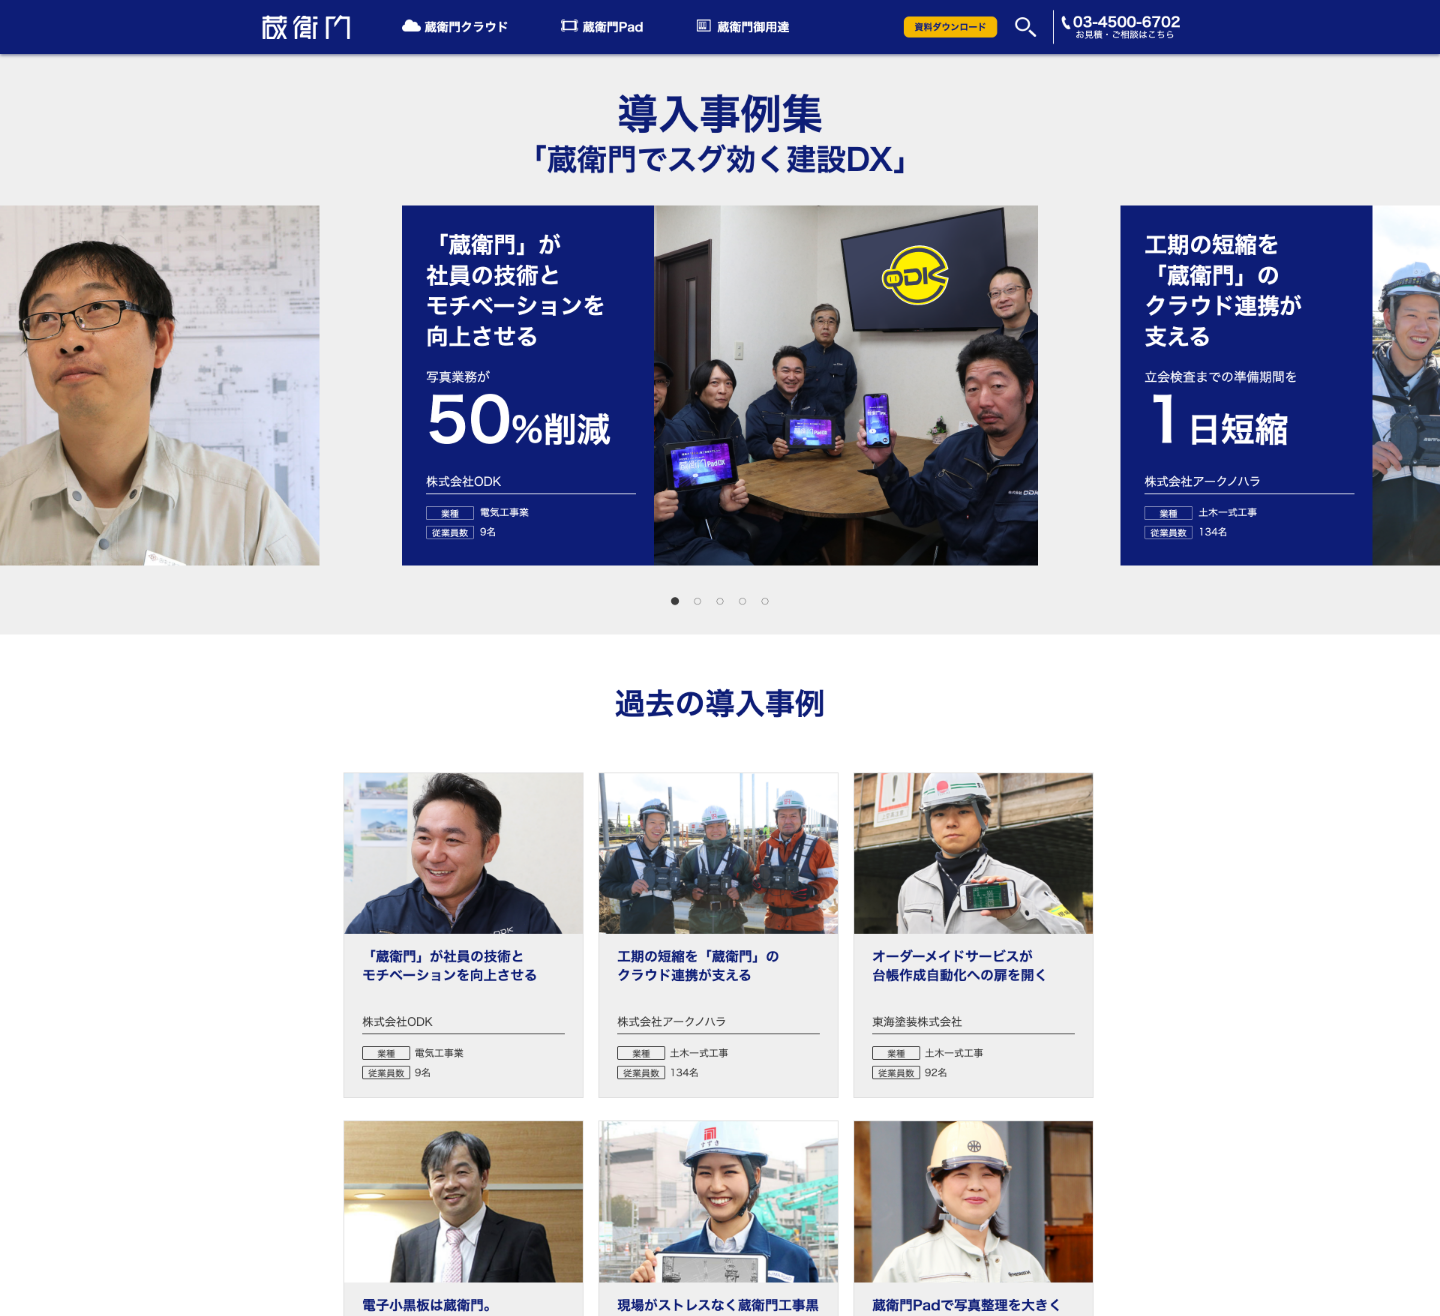 蔵衛門
蔵衛門クラウド
蔵衛門Pad
蔵衛門御用達
資料ダウンロード
03-4500-6702
お見積・ご相談はこちら
導入事例集
「蔵衛門でスグ効く建設DX」
「蔵衛門」が
社員の技術と
モチベーションを
向上させる
写真業務が
50%削減
株式会社ODK
業種 電気工事業
従業員数 9名
ODK
蔵衛門Pad DX
工期の短縮を
「蔵衛門」の
クラウド連携が
支える
立会検査までの準備期間を
1日短縮
株式会社アークノハラ
業種 土木一式工事
従業員数 134名
過去の導入事例
ODK
「蔵衛門」が社員の技術と
モチベーションを向上させる
株式会社ODK
業種 電気工事業
従業員数 9名
工期の短縮を「蔵衛門」の
クラウド連携が支える
株式会社アークノハラ
業種 土木一式工事
従業員数 134名
オーダーメイドサービスが
台帳作成自動化への扉を開く
東海塗装株式会社
業種 土木一式工事
従業員数 92名
電子小黒板は蔵衛門。
すずき
現場がストレスなく蔵衛門工事黒
蔵衛門Padで写真整理を大きく